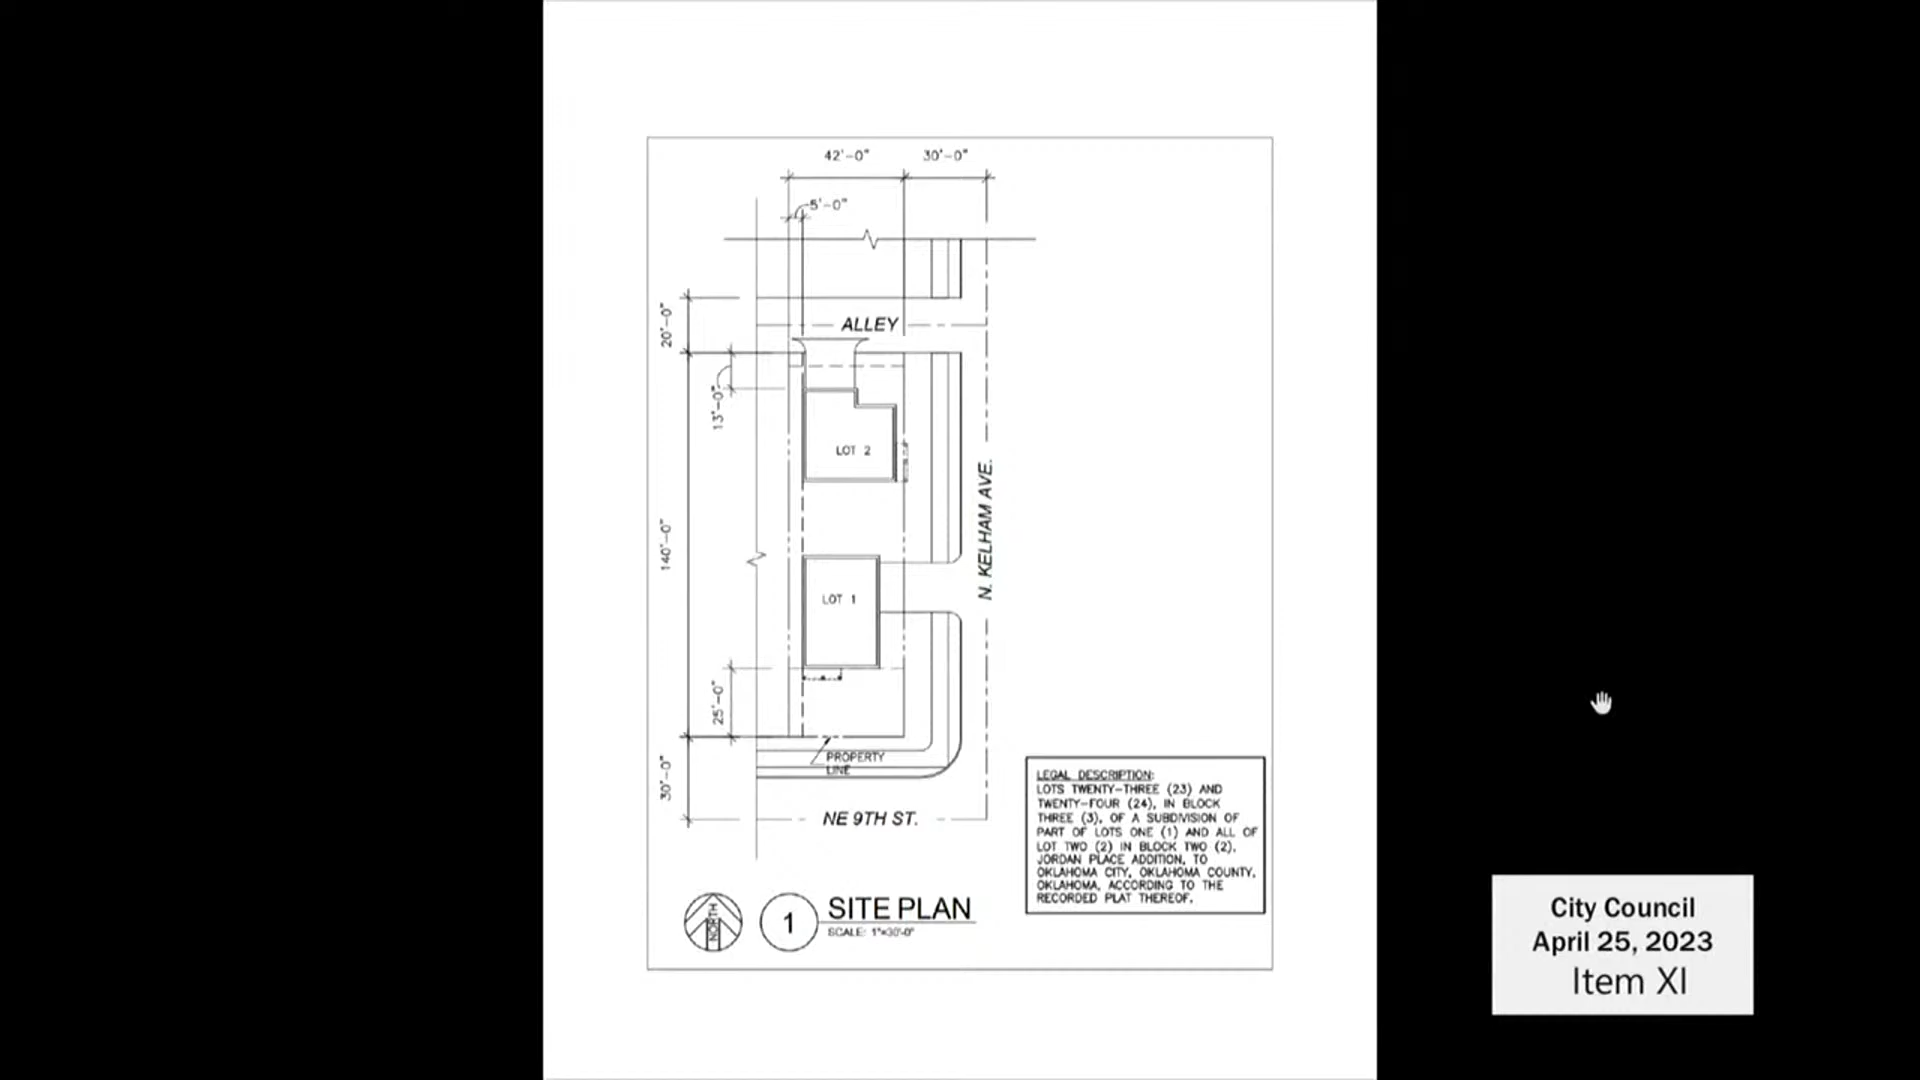 42'-0"
30'-0"
5'-0"
20'-0"
ALLEY
13'-0"
LOT 2
140'-0"
N. KELHAM AVE.
LOT 1
25'-0"
PROPERTY
LINE
30'-0"
NE 9TH ST.
LEGAL DESCRIPTION:
LOTS TWENTY-THREE (23) AND
TWENTY-FOUR (24), IN BLOCK
THREE (3), OF A SUBDIVISION OF
PART OF LOTS ONE (1) AND ALL OF
LOT TWO (2) IN BLOCK TWO (2),
JORDAN PLACE ADDITION, TO
OKLAHOMA CITY, OKLAHOMA COUNTY,
OKLAHOMA, ACCORDING TO THE
RECORDED PLAT THEREOF.
NORTH
1
SITE PLAN
SCALE: 1"=30'-0"
City Council
April 25, 2023
Item XI